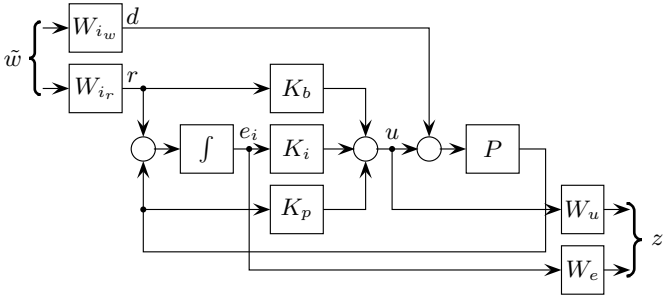 W_{i_w} d
w̃
W_{i_r} r K_b
∫ e_i K_i u P
K_p W_u
z
W_e